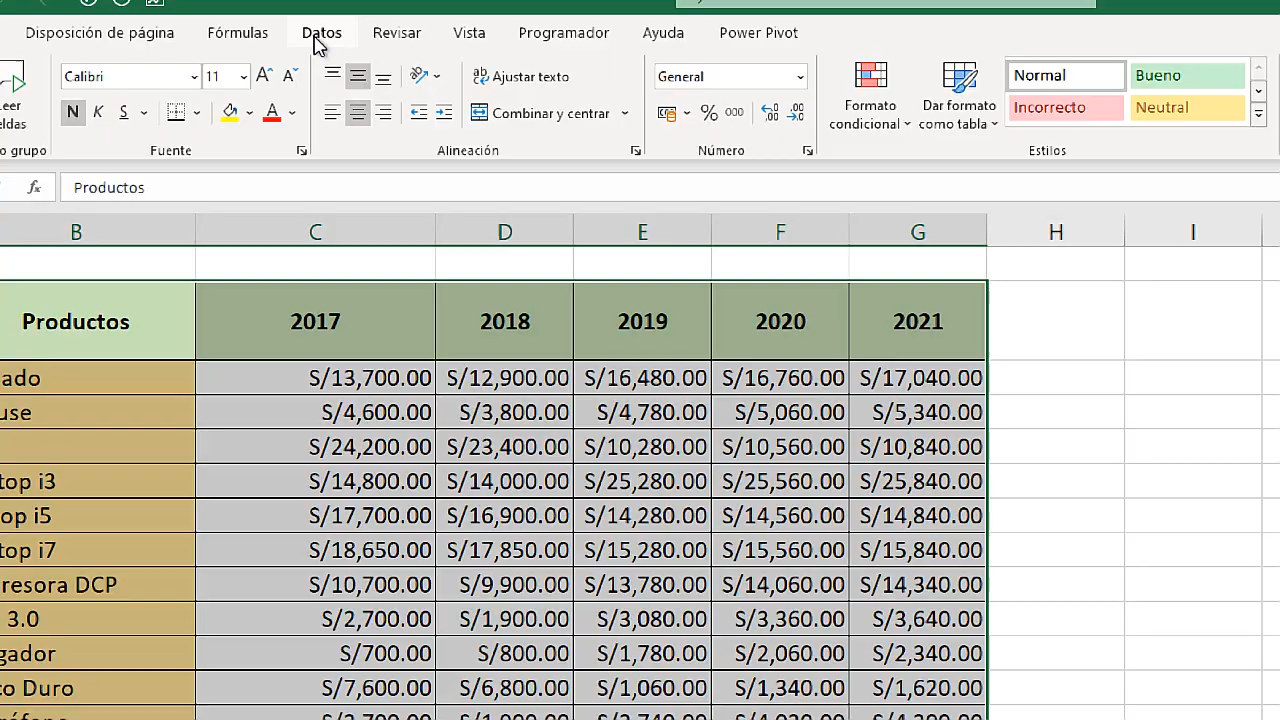 Disposición de página Fórmulas Datos Revisar Vista Programador Ayuda Power Pivot
Calibri 11 Ajustar texto General Normal Bueno
Leer Formato Dar formato Incorrecto Neutral
N K S Combinar y centrar % 000 condicional como tabla
Fuente Alineación Número Estilos
fx Productos
B C D E F G H I
Productos 2017 2018 2019 2020 2021
ado S/13,700.00 S/12,900.00 S/16,480.00 S/16,760.00 S/17,040.00
use S/4,600.00 S/3,800.00 S/4,780.00 S/5,060.00 S/5,340.00
S/24,200.00 S/23,400.00 S/10,280.00 S/10,560.00 S/10,840.00
top i3 S/14,800.00 S/14,000.00 S/25,280.00 S/25,560.00 S/25,840.00
op i5 S/17,700.00 S/16,900.00 S/14,280.00 S/14,560.00 S/14,840.00
top i7 S/18,650.00 S/17,850.00 S/15,280.00 S/15,560.00 S/15,840.00
resora DCP S/10,700.00 S/9,900.00 S/13,780.00 S/14,060.00 S/14,340.00
3.0 S/2,700.00 S/1,900.00 S/3,080.00 S/3,360.00 S/3,640.00
gador S/700.00 S/800.00 S/1,780.00 S/2,060.00 S/2,340.00
co Duro S/7,600.00 S/6,800.00 S/1,060.00 S/1,340.00 S/1,620.00